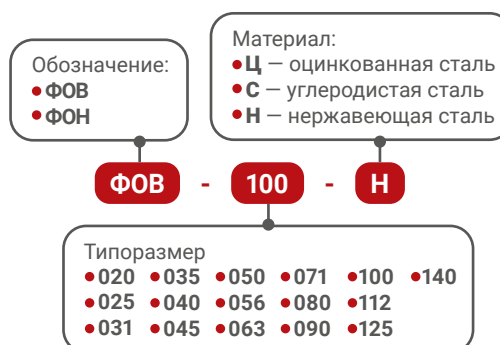 Обозначение:
•ФОВ
•ФОН
Материал:
•Ц — оцинкованная сталь
•С — углеродистая сталь
•Н — нержавеющая сталь
ФОВ - 100 - Н
Типоразмер
•020 •035 •050 •071 •100 •140
•025 •040 •056 •080 •112
•031 •045 •063 •090 •125